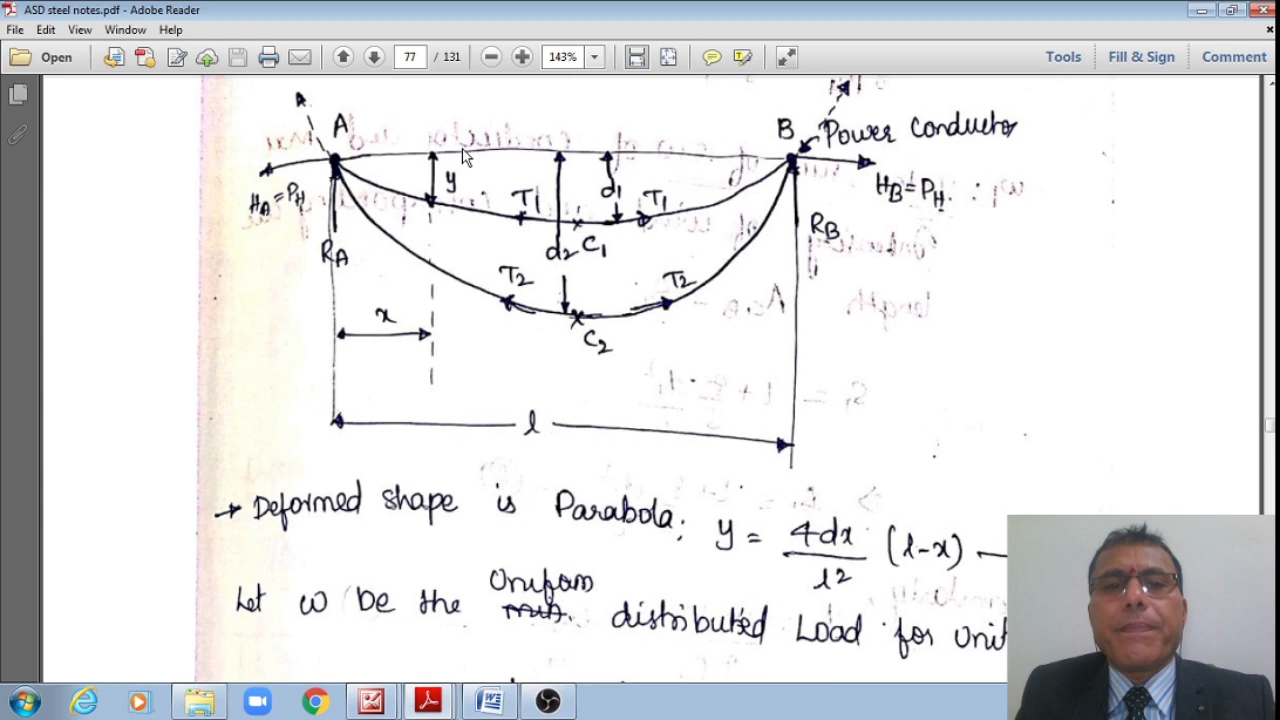 ASD steel notes.pdf - Adobe Reader
File Edit View Window Help
Open 77 / 131 143% Tools Fill & Sign Comment
A
B
Power conductor
y
d1
HA=PH
T1
T1
HB=PH
RA
d2
C1
RB
T2
T2
x
C2
l
→ Deformed shape is Parabola; y = 4dx/l2 (l-x) —
Let w be the Uniform distributed Load for Unit